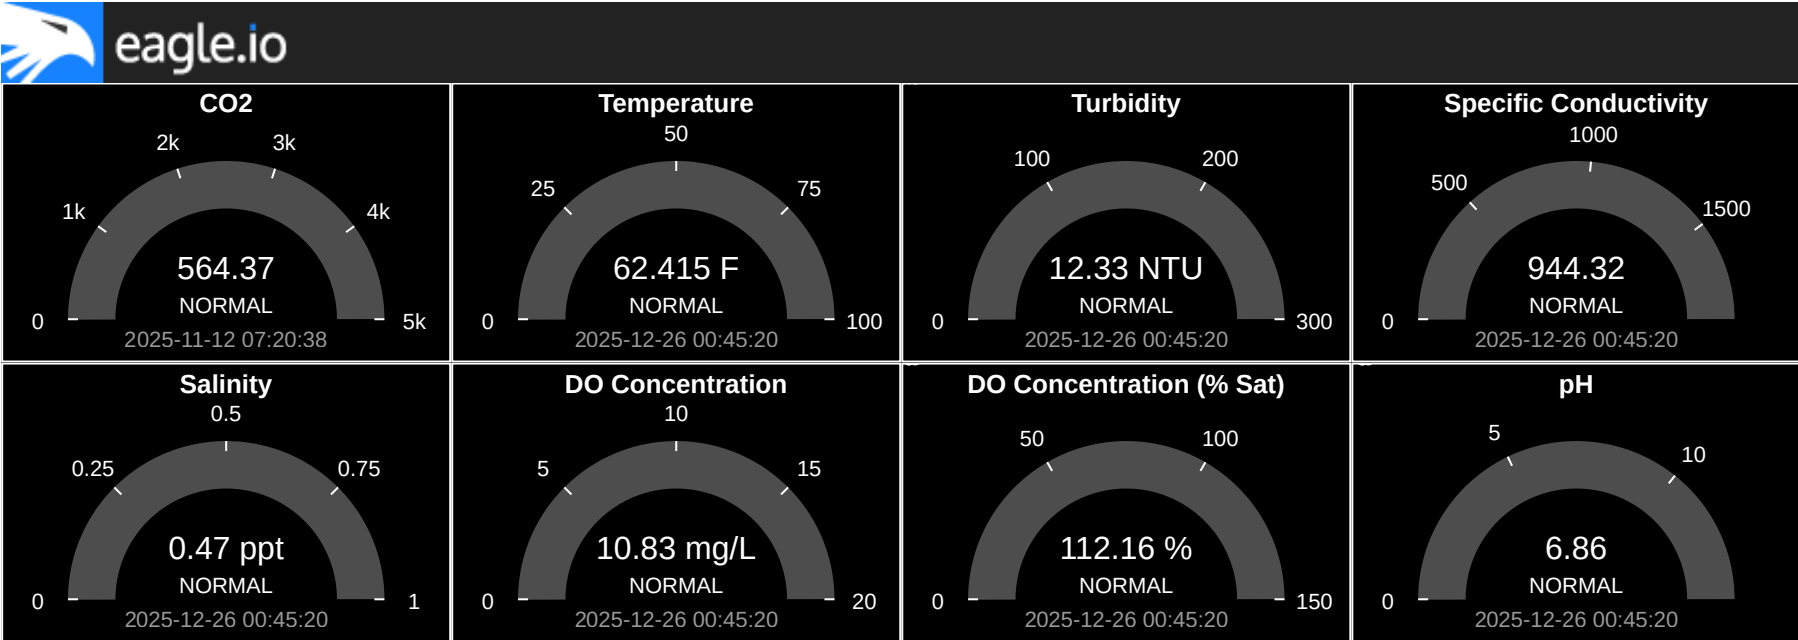 eagle.io
CO2
2k
3k
1k
4k
564.37
NORMAL
0
5k
2025-11-12 07:20:38
Temperature
50
25
75
62.415 F
NORMAL
0
100
2025-12-26 00:45:20
Turbidity
100
200
12.33 NTU
NORMAL
0
300
2025-12-26 00:45:20
Specific Conductivity
1000
500
1500
944.32
NORMAL
0
2025-12-26 00:45:20
Salinity
0.5
0.25
0.75
0.47 ppt
NORMAL
0
1
2025-12-26 00:45:20
DO Concentration
10
5
15
10.83 mg/L
NORMAL
0
20
2025-12-26 00:45:20
DO Concentration (% Sat)
50
100
112.16 %
NORMAL
0
150
2025-12-26 00:45:20
pH
5
10
6.86
NORMAL
0
2025-12-26 00:45:20